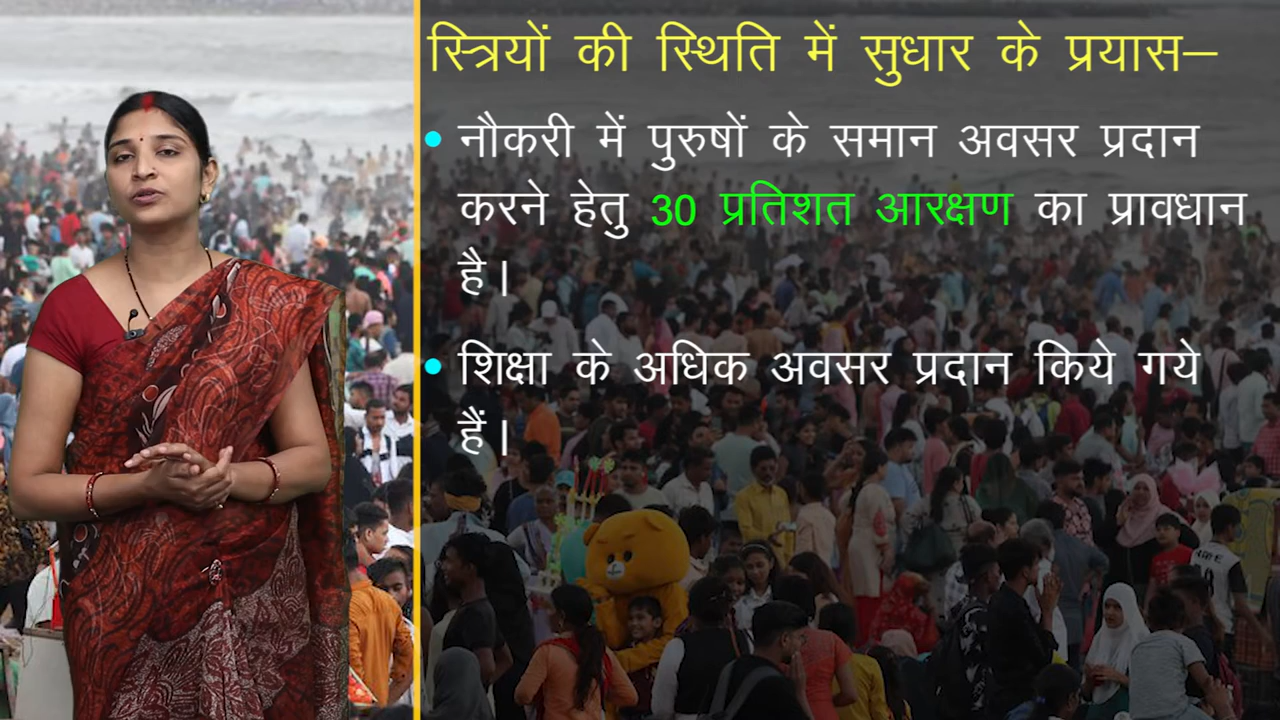 स्त्रियों की स्थिति में सुधार के प्रयास–
• नौकरी में पुरुषों के समान अवसर प्रदान
करने हेतु 30 प्रतिशत आरक्षण का प्रावधान
है।
• शिक्षा के अधिक अवसर प्रदान किये गये
हैं।